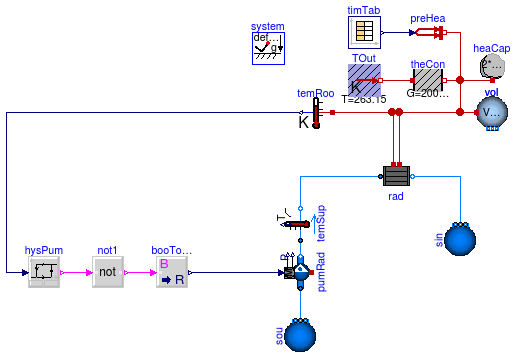 timTab
preHea
system
def...
g
TOut
K
T=263.15
theCon
G=200...
heaCap
2*...
vol
V...
temRoo
K
rad
T
temSup
sin
hysPum
not1
not
booTo...
B
R
pumRad
sou